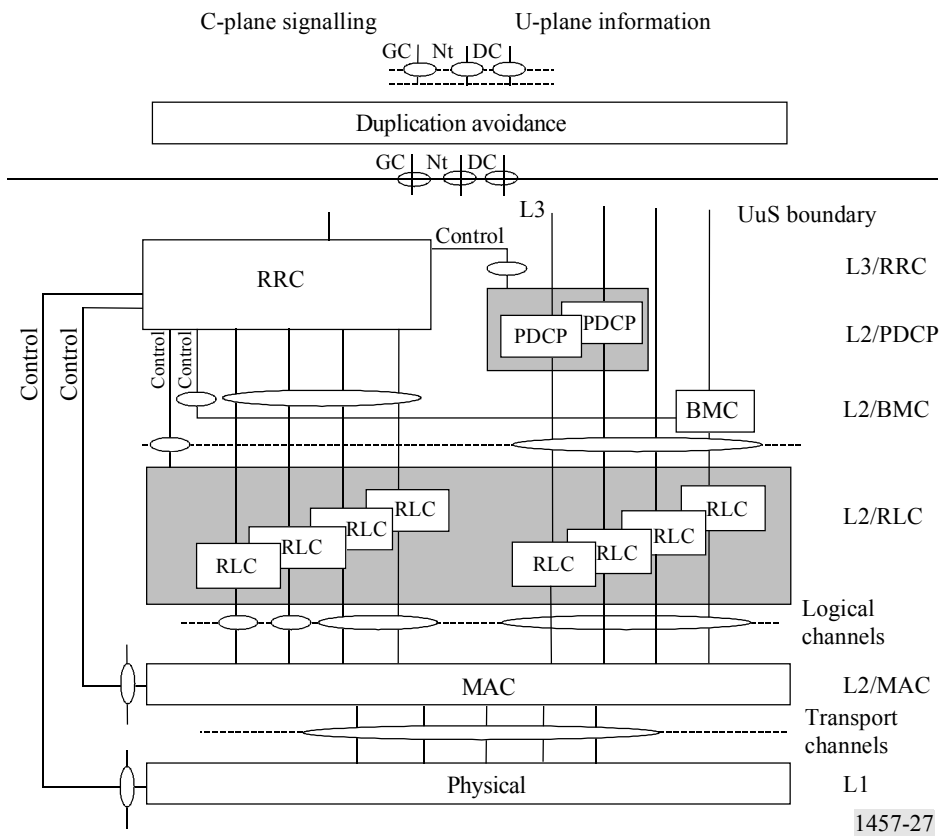 C-plane signalling
U-plane information
GC Nt DC
Duplication avoidance
GC Nt DC
L3
UuS boundary
Control
RRC
L3/RRC
PDCP
PDCP
L2/PDCP
Control
Control
Control
Control
BMC
L2/BMC
RLC
RLC
RLC
RLC
RLC
RLC
RLC
RLC
L2/RLC
Logical
channels
MAC
L2/MAC
Transport
channels
Physical
L1
1457-27